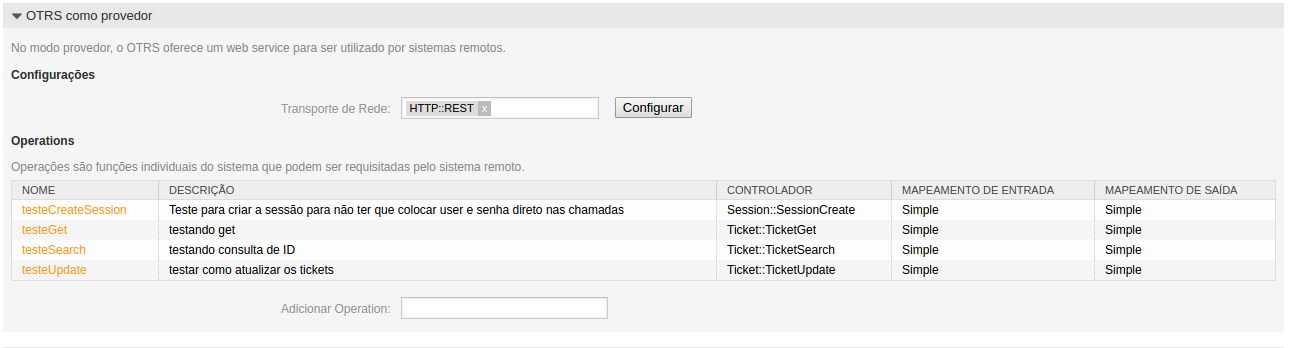 OTRS como provedor
No modo provedor, o OTRS oferece um web service para ser utilizado por sistemas remotos.
Configurações
Transporte de Rede: HTTP::REST x Configurar
Operations
Operações são funções individuais do sistema que podem ser requisitadas pelo sistema remoto.
NOME DESCRIÇÃO CONTROLADOR MAPEAMENTO DE ENTRADA MAPEAMENTO DE SAÍDA
testeCreateSession Teste para criar a sessão para não ter que colocar user e senha direto nas chamadas Session::SessionCreate Simple Simple
testeGet testando get Ticket::TicketGet Simple Simple
testeSearch testando consulta de ID Ticket::TicketSearch Simple Simple
testeUpdate testar como atualizar os tickets Ticket::TicketUpdate Simple Simple
Adicionar Operation: